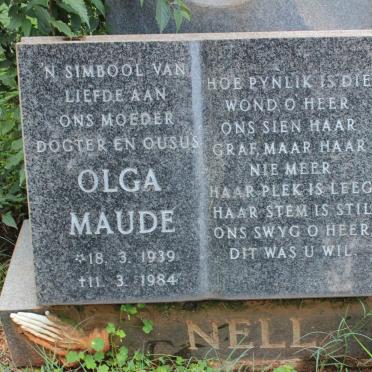 'N SIMBOOL VAN
LIEFDE AAN
ONS MOEDER
DOGTER EN OUSUS
OLGA
MAUDE
*18. 3. 1939
†11. 3. 1984
HOE PYNLIK IS DIE
WOND O HEER
ONS SIEN HAAR
GRAF MAAR HAAR
NIE MEER
HAAR PLEK IS LEEG
HAAR STEM IS STIL
ONS SWYG O HEER
DIT WAS U WIL.
NELL